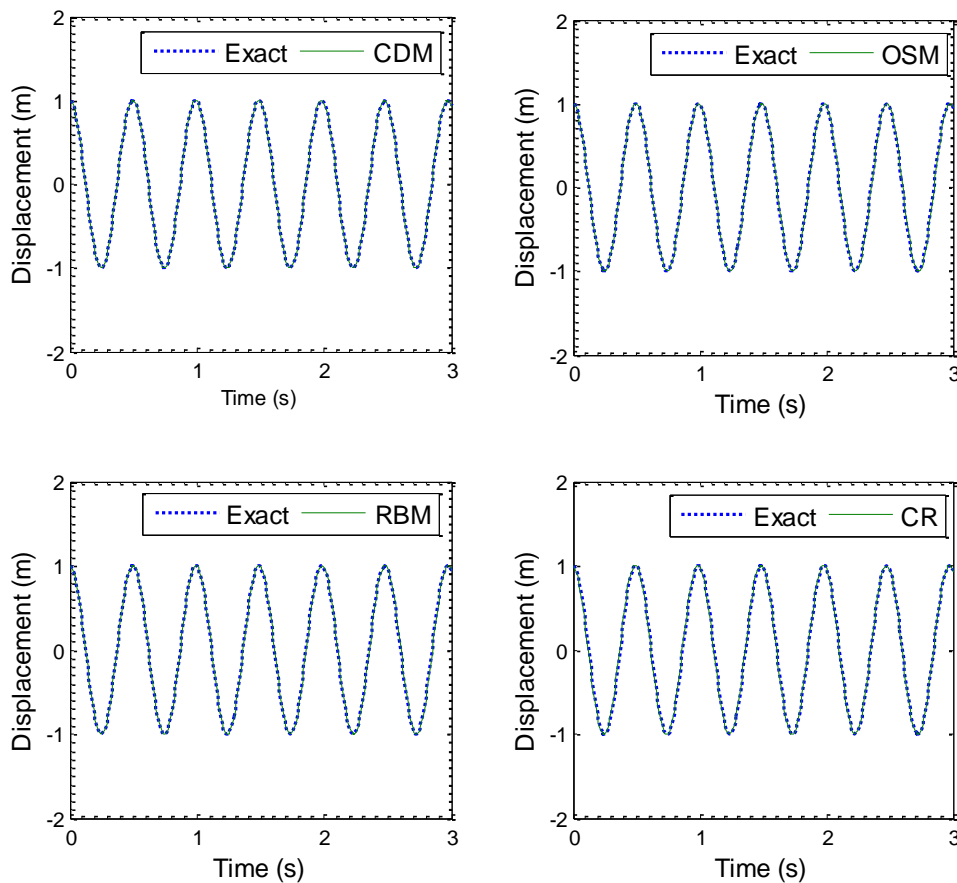 Exact CDM
Displacement (m)
2
1
0
-1
-2
0 1 2 3
Time (s)
Exact OSM
Displacement (m)
2
1
0
-1
-2
0 1 2 3
Time (s)
Exact RBM
Displacement (m)
2
1
0
-1
-2
0 1 2 3
Time (s)
Exact CR
Displacement (m)
2
1
0
-1
-2
0 1 2 3
Time (s)